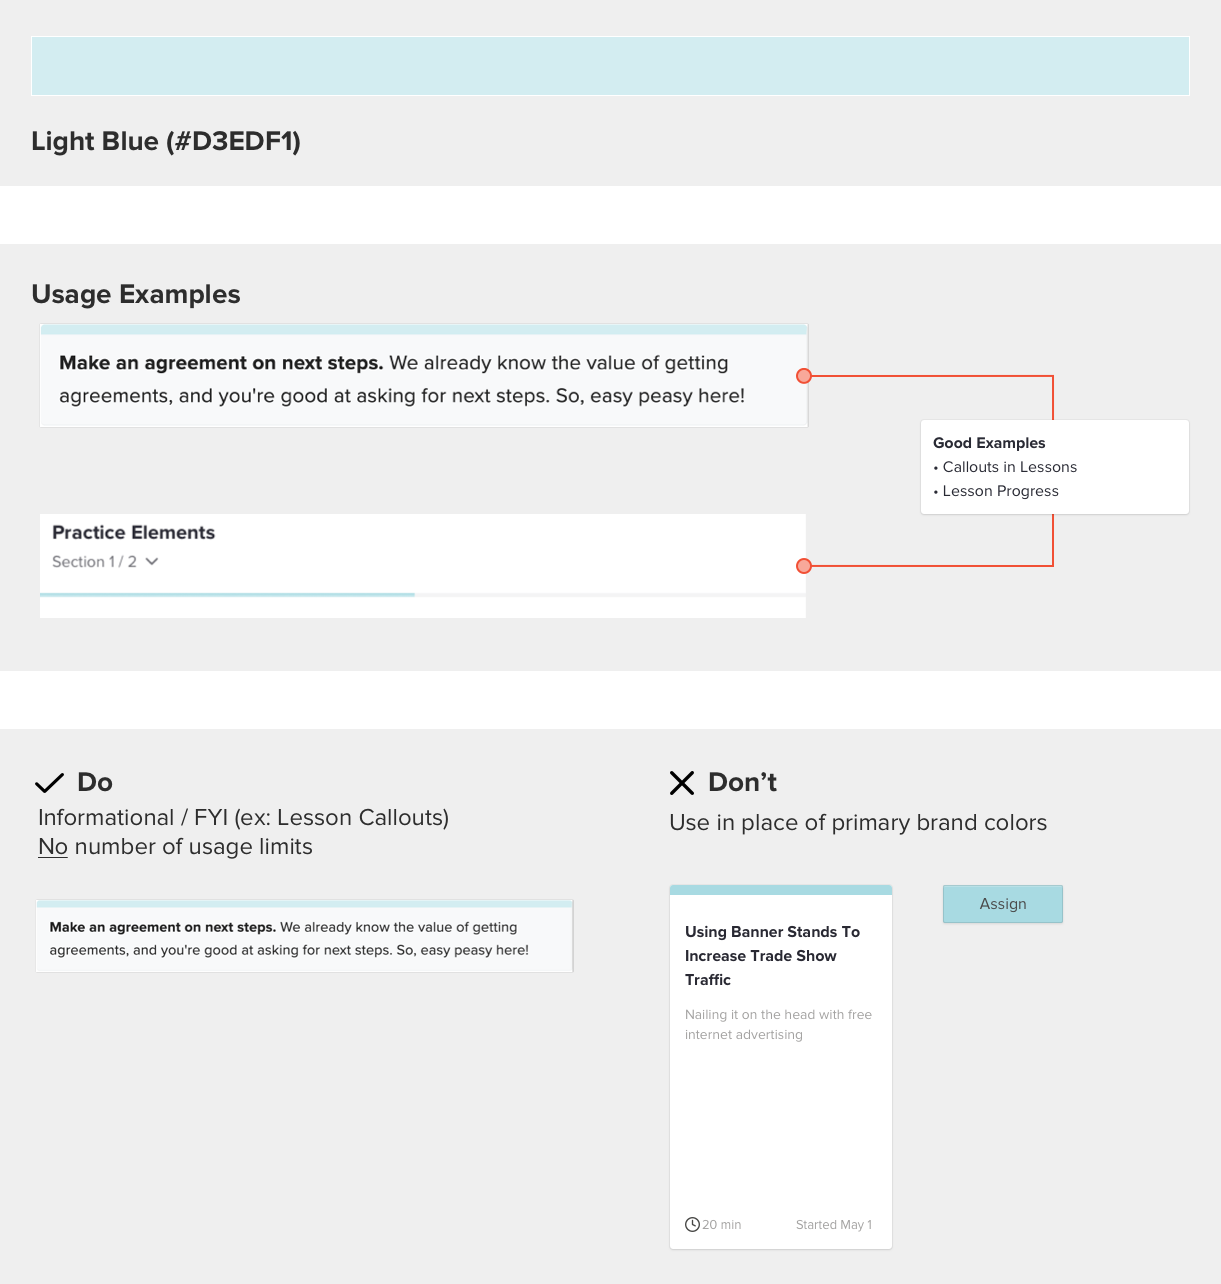 Light Blue (#D3EDF1)
Usage Examples
Make an agreement on next steps. We already know the value of getting
agreements, and you're good at asking for next steps. So, easy peasy here!
Good Examples
• Callouts in Lessons
• Lesson Progress
Practice Elements
Section 1 / 2
Do
Informational / FYI (ex: Lesson Callouts)
No number of usage limits
Make an agreement on next steps. We already know the value of getting
agreements, and you're good at asking for next steps. So, easy peasy here!
Don’t
Use in place of primary brand colors
Using Banner Stands To
Increase Trade Show
Traffic
Nailing it on the head with free
internet advertising
20 min
Started May 1
Assign